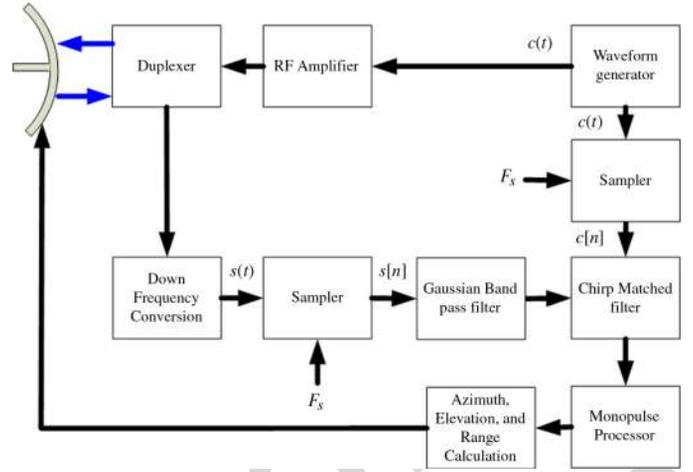 c(t)
Duplexer
RF Amplifier
Waveform
generator
c(t)
F_s
Sampler
c[n]
s(t)
s[n]
Down
Frequency
Conversion
Sampler
Gaussian Band
pass filter
Chirp Matched
filter
F_s
Azimuth,
Elevation, and
Range
Calculation
Monopulse
Processor